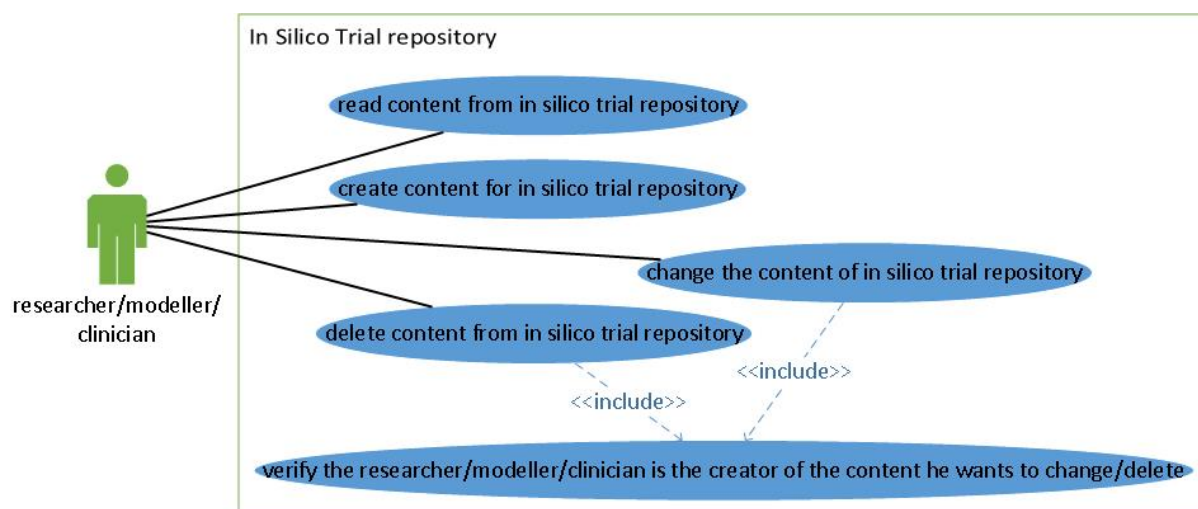 In Silico Trial repository
read content from in silico trial repository
create content for in silico trial repository
change the content of in silico trial repository
researcher/modeller/
clinician
delete content from in silico trial repository
<<include>>
<<include>>
verify the researcher/modeller/clinician is the creator of the content he wants to change/delete